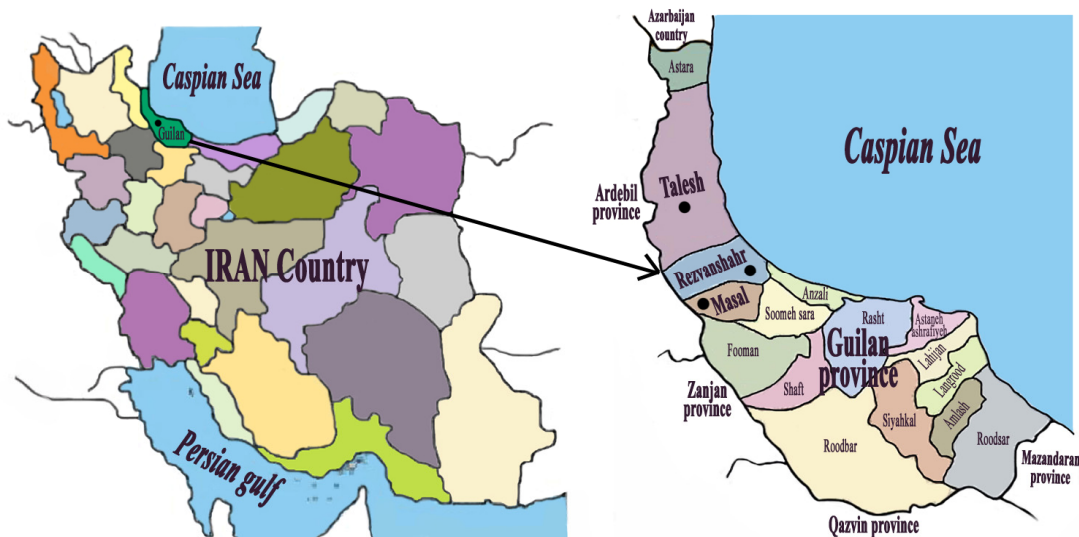 Caspian Sea
Guilan
IRAN Country
Persian gulf
Azarbaijan
country
Astara
Caspian Sea
Talesh
Ardebil
province
Rezvanshahr
Masal
Anzali
Soomeh sara
Rasht
Astaneh
ashrafiyeh
Fooman
Guilan
province
Lahijan
Langrood
Shaft
Zanjan
province
Siyahkal
Amlash
Roodbar
Roodsar
Mazandaran
province
Qazvin province